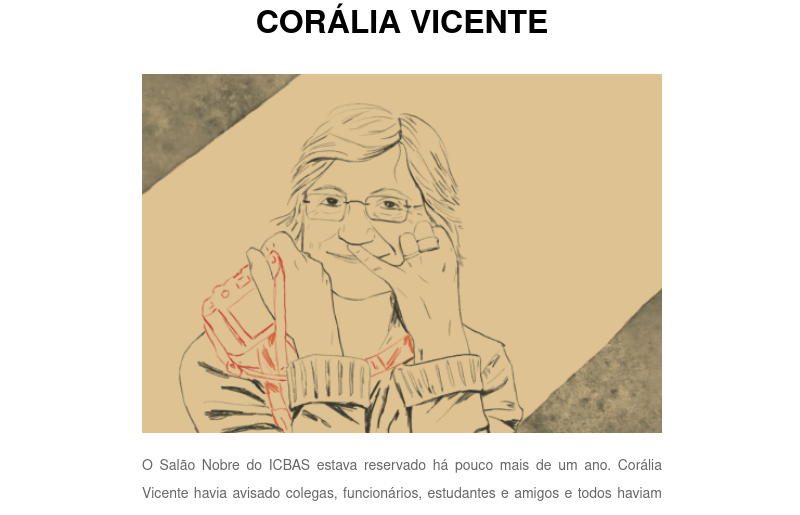 CORÁLIA VICENTE
O Salão Nobre do ICBAS estava reservado há pouco mais de um ano. Corália
Vicente havia avisado colegas, funcionários, estudantes e amigos e todos haviam